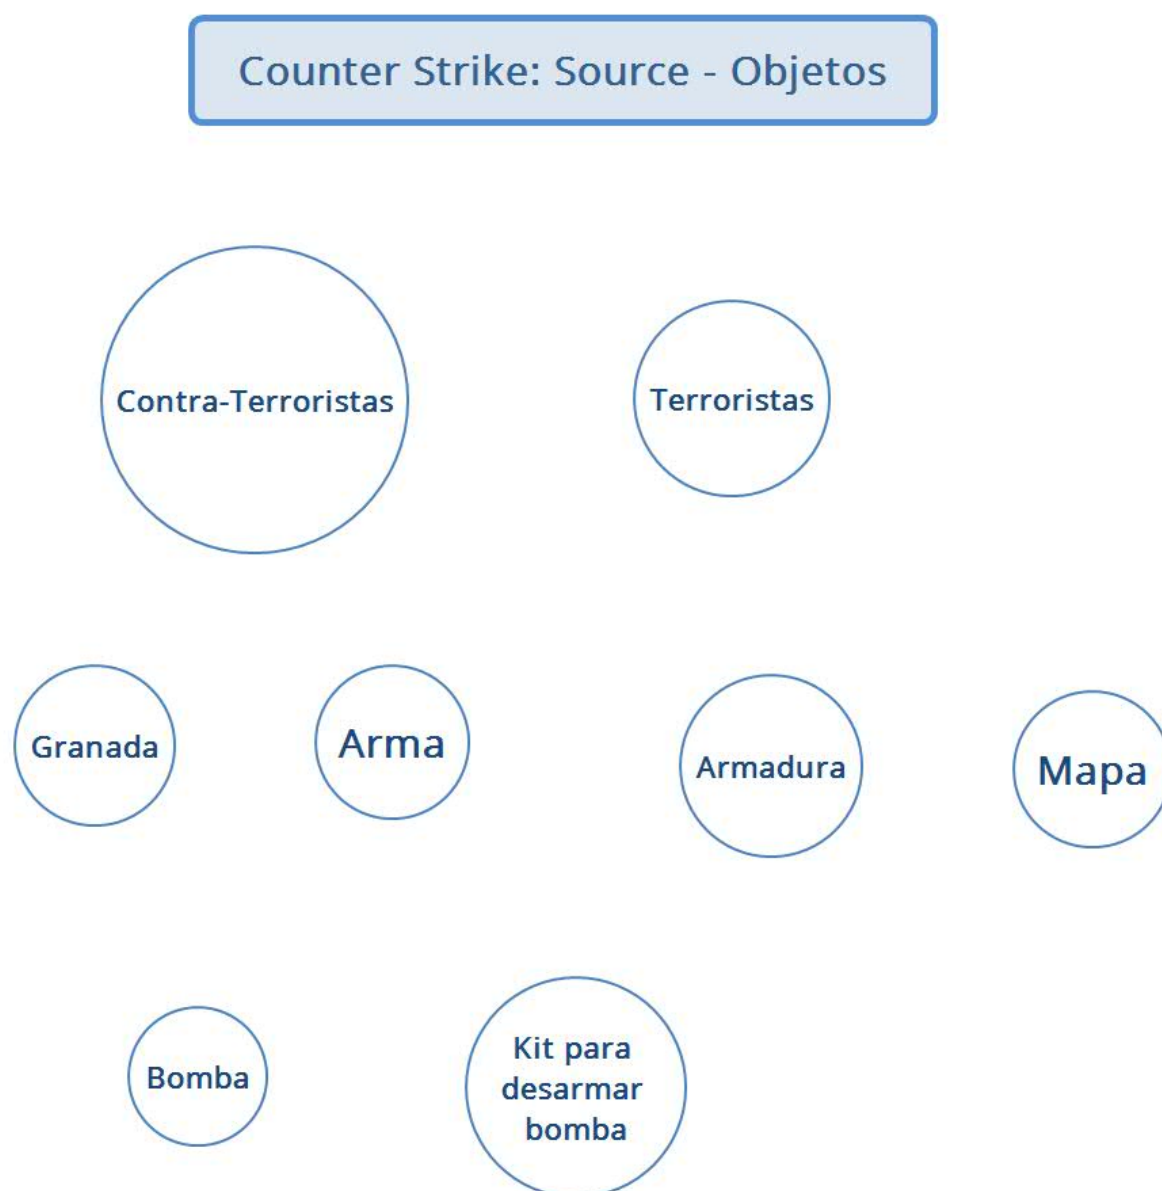 Counter Strike: Source - Objetos
Contra-Terroristas
Terroristas
Granada
Arma
Armadura
Mapa
Bomba
Kit para
desarmar
bomba